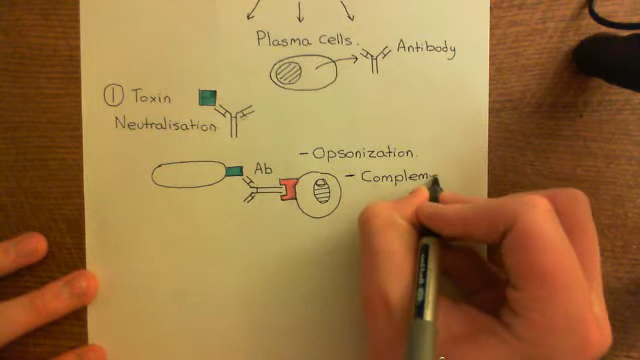 Plasma Cells.
Antibody
① Toxin
Neutralisation
- Opsonization.
Ab
- Complem